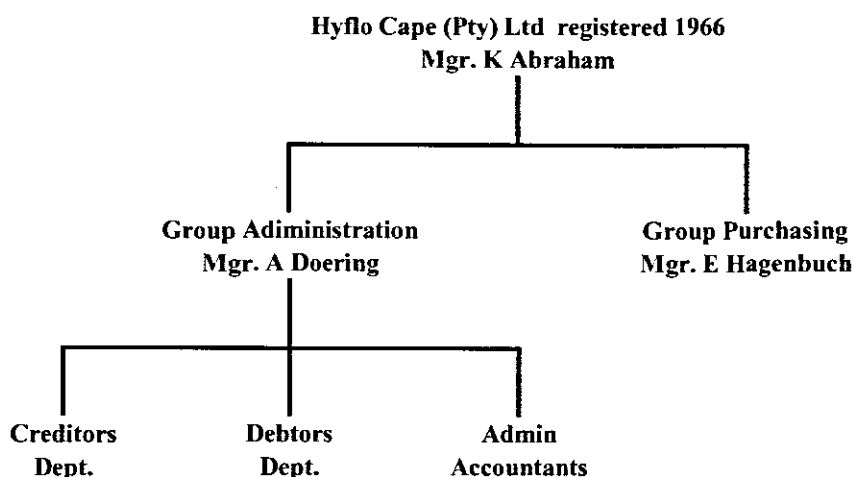 Hyflo Cape (Pty) Ltd registered 1966
Mgr. K Abraham
Group Adiministration
Mgr. A Doering
Group Purchasing
Mgr. E Hagenbuch
Creditors
Dept.
Debtors
Dept.
Admin
Accountants